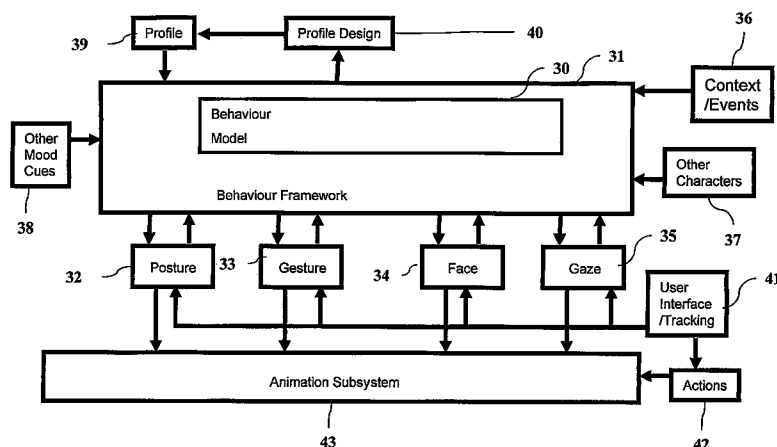 39
Profile
Profile Design
40
36
30
31
Context
/Events
Behaviour
Model
Other
Mood
Cues
Other
Characters
38
Behaviour Framework
37
32
Posture
33
Gesture
34
Face
Gaze
35
User
Interface
/Tracking
41
Animation Subsystem
Actions
43
42